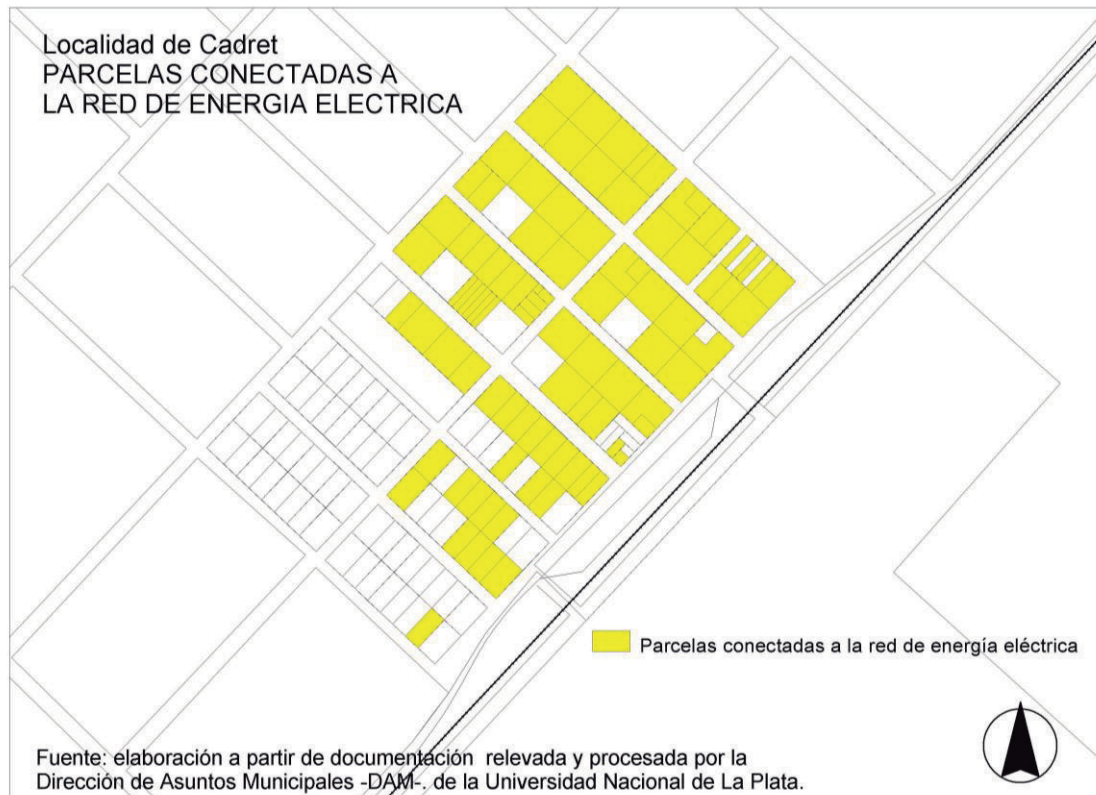 Localidad de Cadret
PARCELAS CONECTADAS A
LA RED DE ENERGIA ELECTRICA
Parcelas conectadas a la red de energía eléctrica
Fuente: elaboración a partir de documentación relevada y procesada por la
Dirección de Asuntos Municipales -DAM-. de la Universidad Nacional de La Plata.